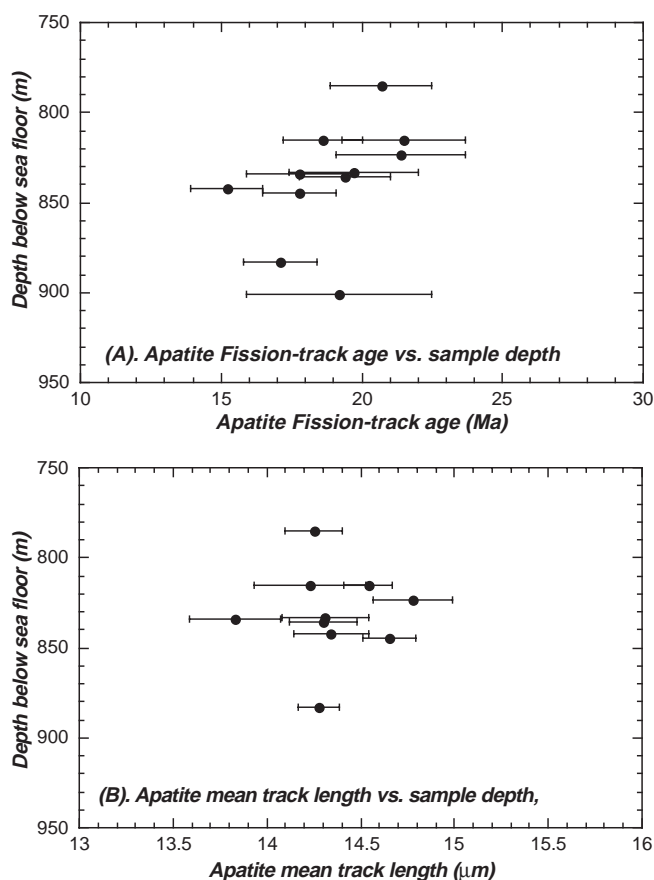 750
800
850
900
950
Depth below sea floor (m)
(A). Apatite Fission-track age vs. sample depth
10 15 20 25 30
Apatite Fission-track age (Ma)
750
800
850
900
950
Depth below sea floor (m)
(B). Apatite mean track length vs. sample depth,
13 13.5 14 14.5 15 15.5 16
Apatite mean track length (μm)